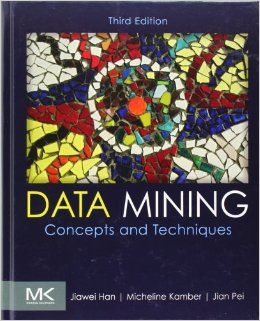 Third Edition
DATA MINING
Concepts and Techniques
MK
Jiawei Han | Micheline Kamber | Jian Pei